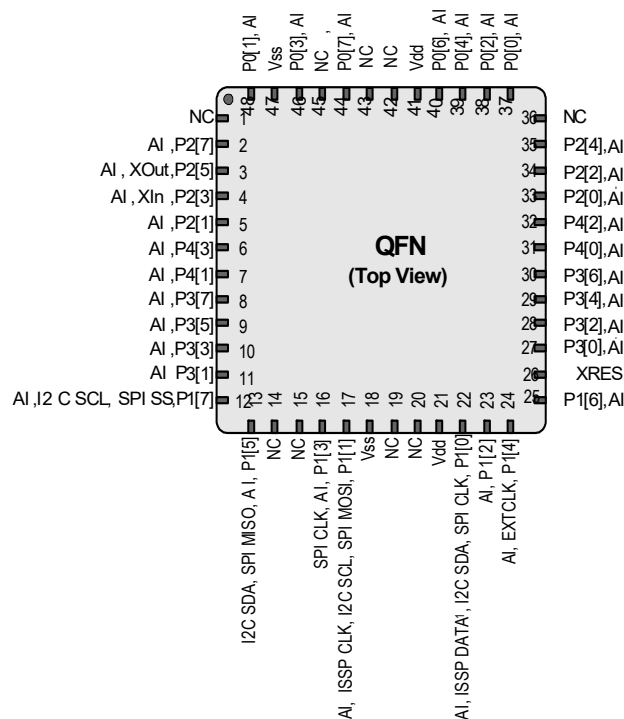 P0[1], AI
Vss
P0[3], AI
NC ,
P0[7], AI
NC
NC
Vdd
P0[6], AI
P0[4], AI
P0[2], AI
P0[0], AI
48
47
46
45
44
43
42
41
40
39
38
37
NC 1
AI ,P2[7] 2
AI , XOut,P2[5] 3
AI , XIn ,P2[3] 4
AI ,P2[1] 5
AI ,P4[3] 6
AI ,P4[1] 7
AI ,P3[7] 8
AI ,P3[5] 9
AI ,P3[3] 10
AI P3[1] 11
AI ,I2 C SCL, SPI SS,P1[7] 12
QFN
(Top View)
36 NC
35 P2[4],AI
34 P2[2],AI
33 P2[0],AI
32 P4[2],AI
31 P4[0],AI
30 P3[6],AI
29 P3[4],AI
28 P3[2],AI
27 P3[0],AI
26 XRES
25 P1[6],AI
13
14
15
16
17
18
19
20
21
22
23
24
I2C SDA, SPI MISO, A I, P1[5]
NC
NC
SPI CLK, A I, P1[3]
AI, ISSP CLK, I2C SCL, SPI MOSI, P1[1]
Vss
NC
NC
Vdd
AI, ISSP DATA¹, I2C SDA, SPI CLK, P1[0]
AI, P1[2]
AI, EXTCLK, P1[4]